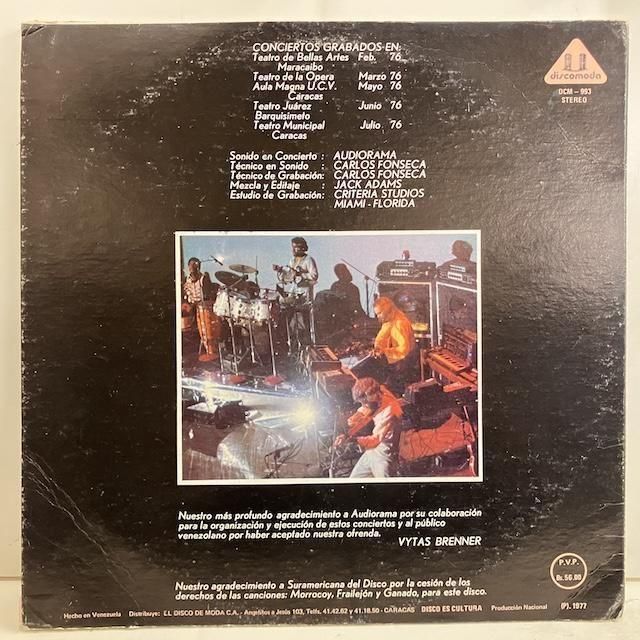 CONCIERTOS GRABADOS EN:
Teatro de Bellas Artes Feb. 76
Maracaibo
Teatro de la Opera Marzo 76
Aula Magna U.C.V. Mayo 76
Caracas
Teatro Juárez Junio 76
Barquisimeto
Teatro Municipal Julio 76
Caracas
discomoda
DCM - 993
STEREO
Sonido en Concierto : AUDIORAMA
Técnico en Sonido : CARLOS FONSECA
Técnico de Grabación: CARLOS FONSECA
Mezcla y Editaje : JACK ADAMS
Estudio de Grabación: CRITERIA STUDIOS
MIAMI - FLORIDA
Nuestro más profundo agradecimiento a Audiorama por su colaboración
para la organización y ejecución de estos conciertos y al público
venezolano por haber aceptado nuestra ofrenda.
VYTAS BRENNER
Nuestro agradecimiento a Suramericana del Disco por la cesión de los
derechos de las canciones: Morrocoy, Frailejón y Ganado, para este disco.
P.V.P.
Bs. 56.00
Hecho en Venezuela Distribuye: EL DISCO DE MODA C.A. - Angelitos a Jesús 103, Telfs. 41.42.62 y 41.18.50 - CARACAS DISCO ES CULTURA Producción Nacional (P). 1977